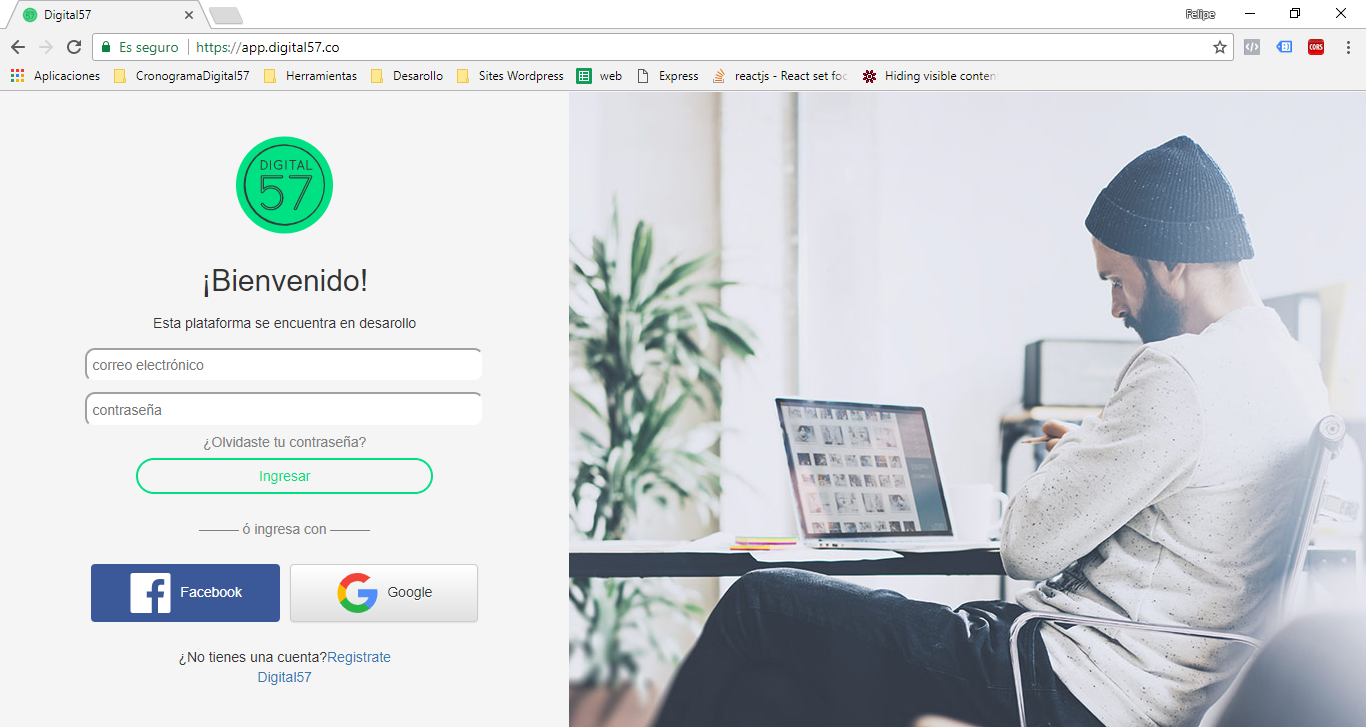 Digital57
Felipe
Es seguro
https://app.digital57.co
CORS
Aplicaciones
CronogramaDigital57
Herramientas
Desarollo
Sites Wordpress
web
Express
reactjs - React set foc
Hiding visible conten
DIGITAL
57
¡Bienvenido!
Esta plataforma se encuentra en desarollo
correo electrónico
contraseña
¿Olvidaste tu contraseña?
Ingresar
ó ingresa con
Facebook
Google
¿No tienes una cuenta?Registrate
Digital57